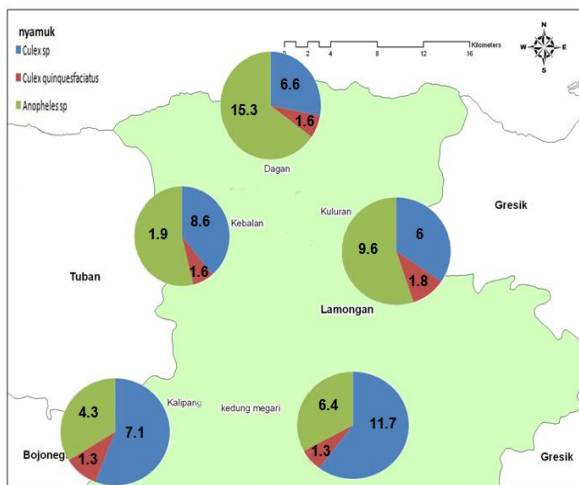 nyamuk
Culex sp
Culex quinquesfaciatus
Anopheles sp
0 2 4 8 12 16
Kilometers
N
W E
S
6.6
15.3
1.6
Dagan
8.6
1.9
1.6
Kebalan
Kuluran
6
9.6
1.8
Gresik
Tuban
Lamongan
Kalipang
4.3
7.1
1.3
kedung megari
6.4
11.7
1.3
Bojoneg
Gresik